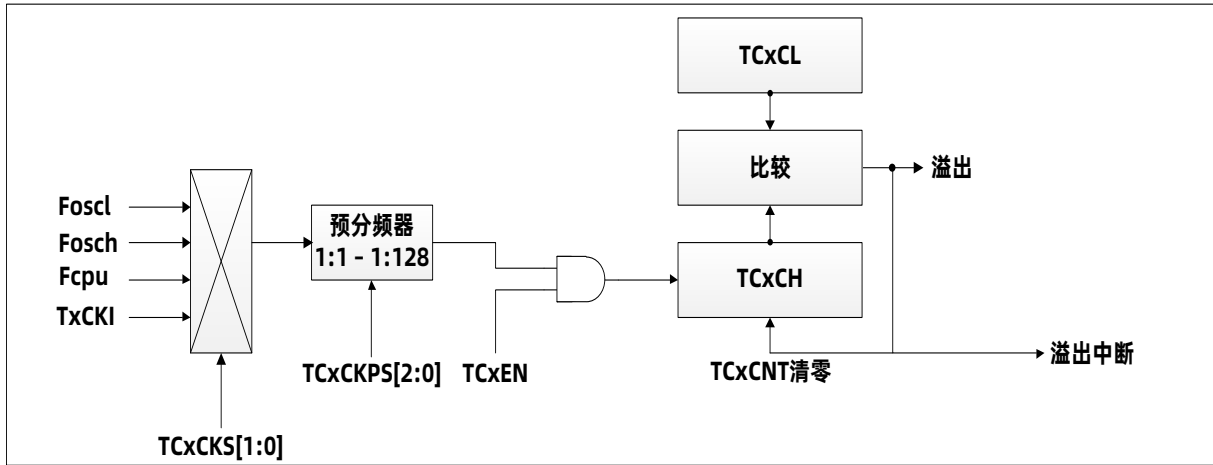 TCxCL
比较
溢出
Foscl
Fosch
Fcpu
TxCKI
预分频器
1:1 - 1:128
TCxCH
TCxCKPS[2:0]
TCxEN
TCxCNT清零
溢出中断
TCxCKS[1:0]